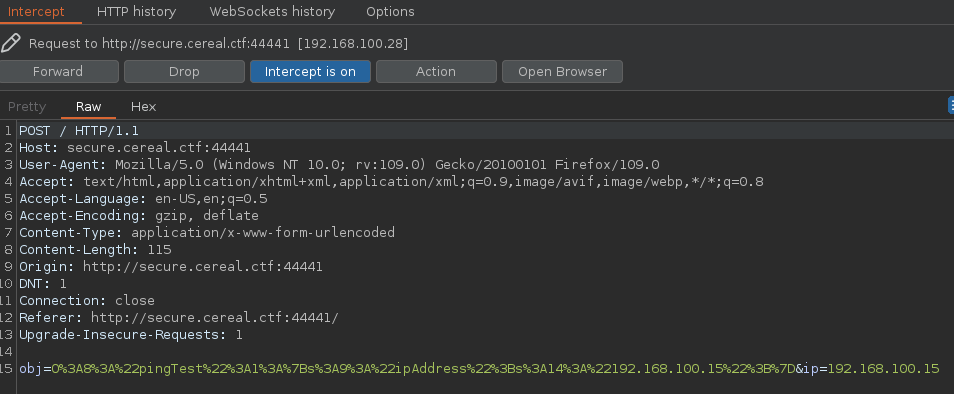 Intercept HTTP history WebSockets history Options
Request to http://secure.cereal.ctf:44441 [192.168.100.28]
Forward Drop Intercept is on Action Open Browser
Pretty Raw Hex
1 POST / HTTP/1.1
2 Host: secure.cereal.ctf:44441
3 User-Agent: Mozilla/5.0 (Windows NT 10.0; rv:109.0) Gecko/20100101 Firefox/109.0
4 Accept: text/html,application/xhtml+xml,application/xml;q=0.9,image/avif,image/webp,*/*;q=0.8
5 Accept-Language: en-US,en;q=0.5
6 Accept-Encoding: gzip, deflate
7 Content-Type: application/x-www-form-urlencoded
8 Content-Length: 115
9 Origin: http://secure.cereal.ctf:44441
10 DNT: 1
11 Connection: close
12 Referer: http://secure.cereal.ctf:44441/
13 Upgrade-Insecure-Requests: 1
14
15 obj=O%3A8%3A%22pingTest%22%3A1%3A%7Bs%3A9%3A%22ipAddress%22%3Bs%3A14%3A%22192.168.100.15%22%3B%7D&ip=192.168.100.15